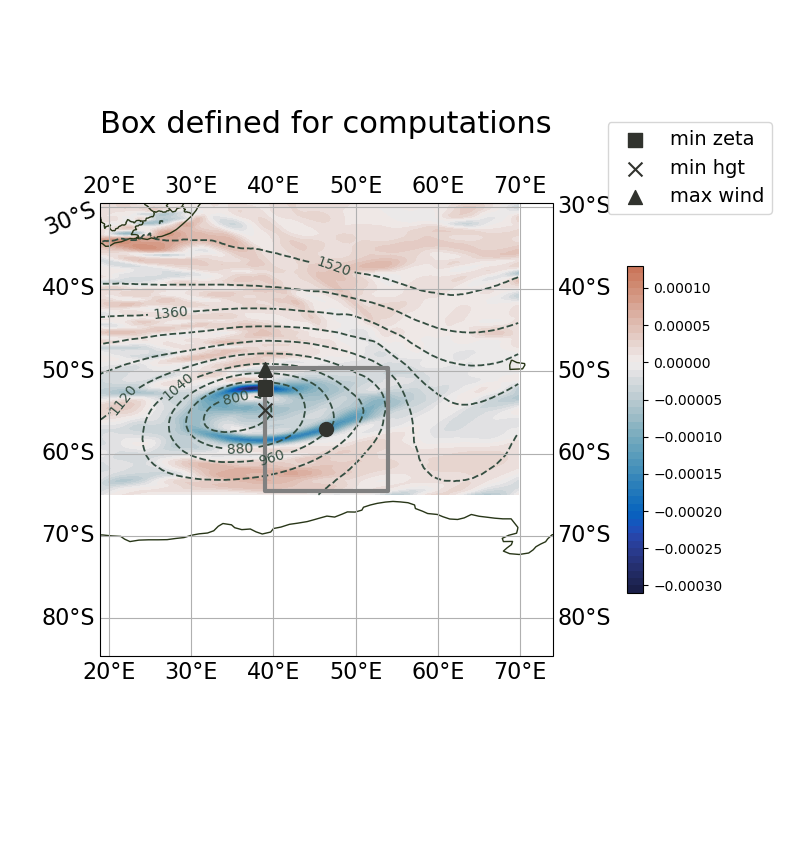 Box defined for computations
min zeta
min hgt
max wind
20°E 30°E 40°E 50°E 60°E 70°E
30°S 30°S
1520
40°S 40°S
1360
50°S 50°S
1120 1040 800
60°S 880 960 60°S
70°S 70°S
80°S 80°S
20°E 30°E 40°E 50°E 60°E 70°E
0.00010
0.00005
0.00000
−0.00005
−0.00010
−0.00015
−0.00020
−0.00025
−0.00030